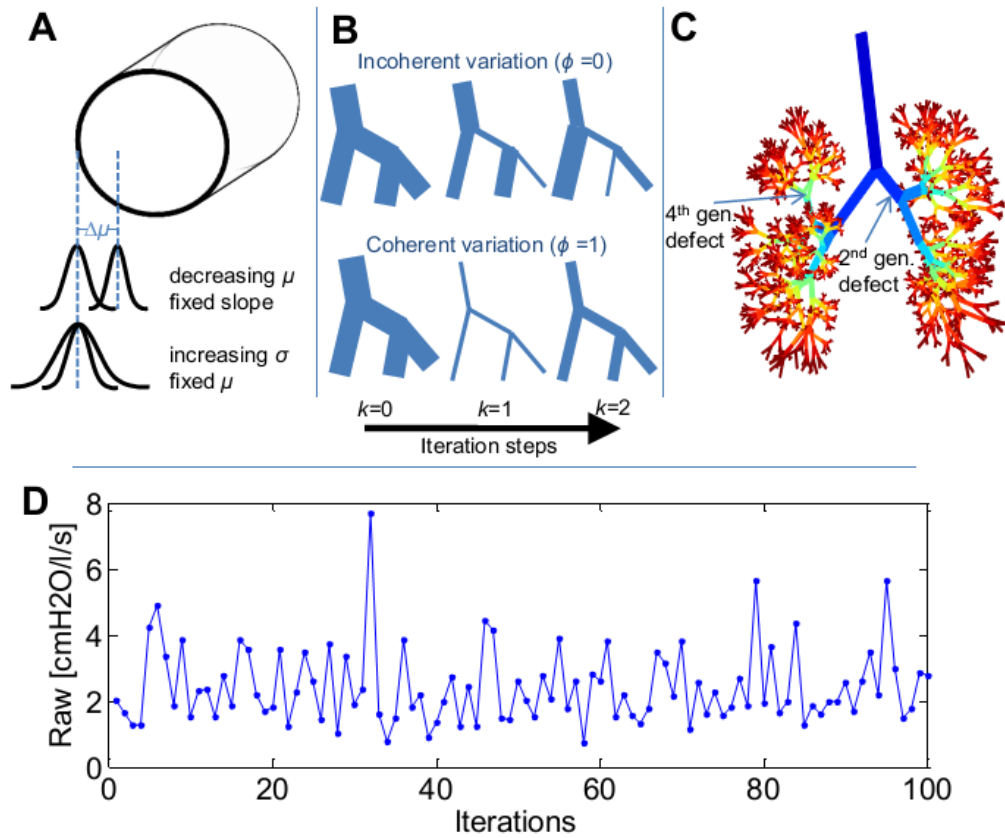 A
Δμ
decreasing μ
fixed slope
increasing σ
fixed μ
B
Incoherent variation (ϕ =0)
Coherent variation (ϕ =1)
k=0
k=1
k=2
Iteration steps
C
4th gen.
defect
2nd gen.
defect
D
Raw [cmH2O/l/s]
8
6
4
2
0
0
20
40
60
80
100
Iterations